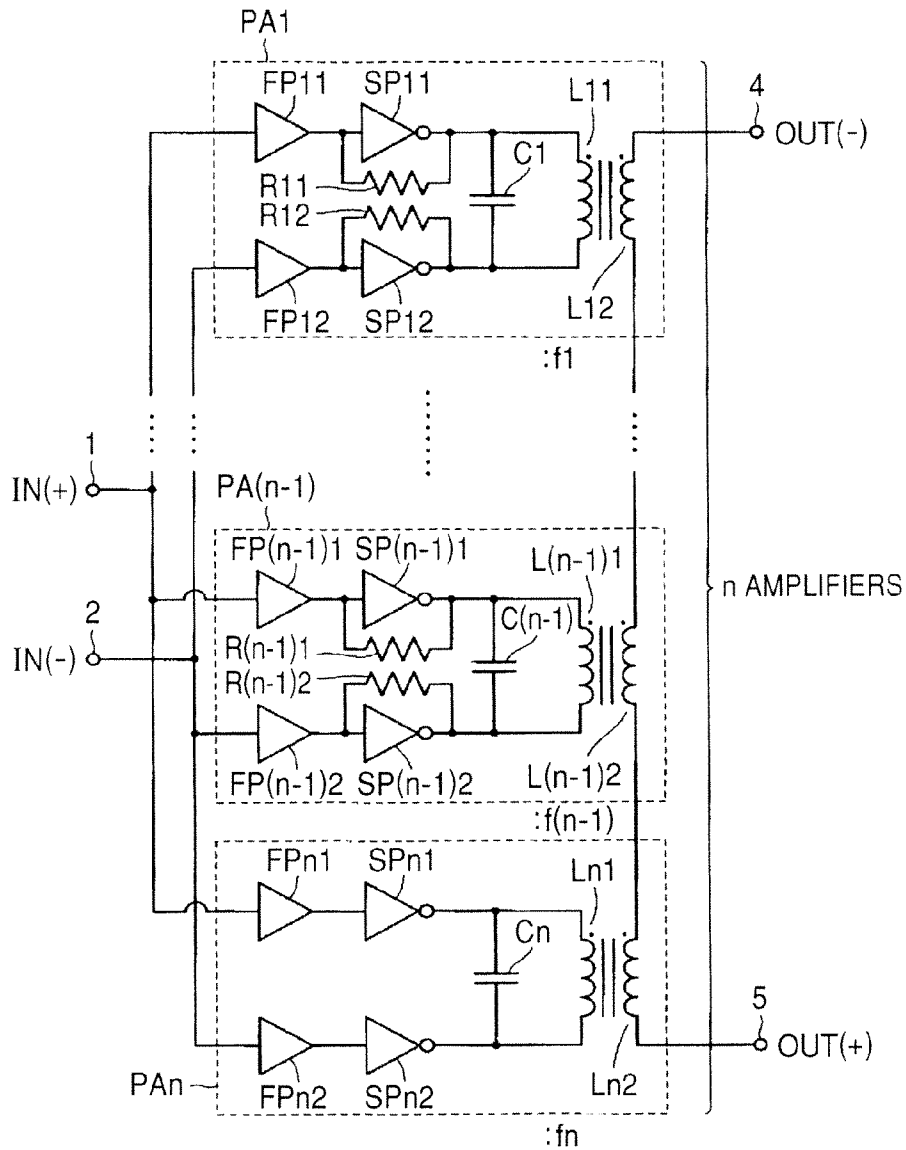 PA1
FP11 SP11 L11 4
OUT(-)
C1
R11
R12
FP12 SP12 L12
:f1
1
IN(+)
PA(n-1)
FP(n-1)1 SP(n-1)1 L(n-1)1
n AMPLIFIERS
2
C(n-1)
IN(-)
R(n-1)1
R(n-1)2
FP(n-1)2 SP(n-1)2 L(n-1)2
:f(n-1)
FPn1 SPn1 Ln1
Cn
5
OUT(+)
PAn
FPn2 SPn2 Ln2
:fn